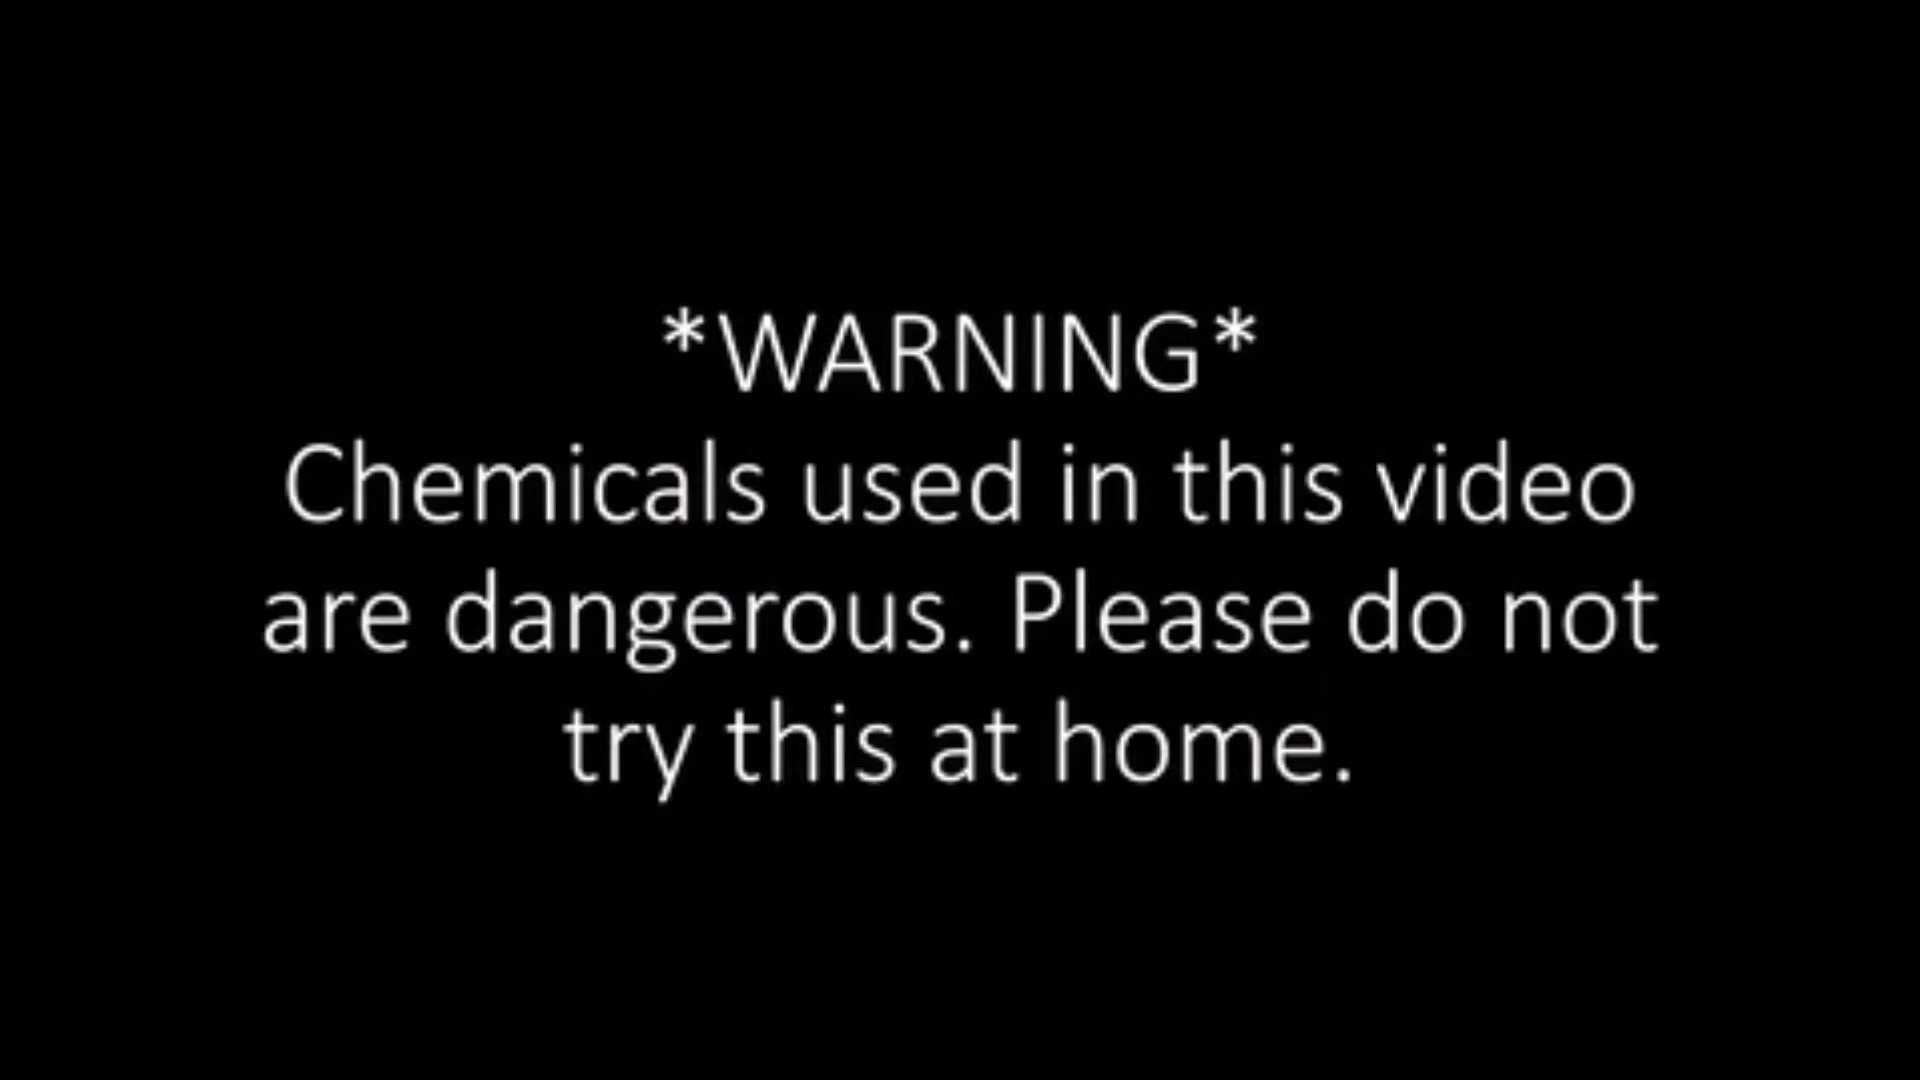 *WARNING*
Chemicals used in this video
are dangerous. Please do not
try this at home.